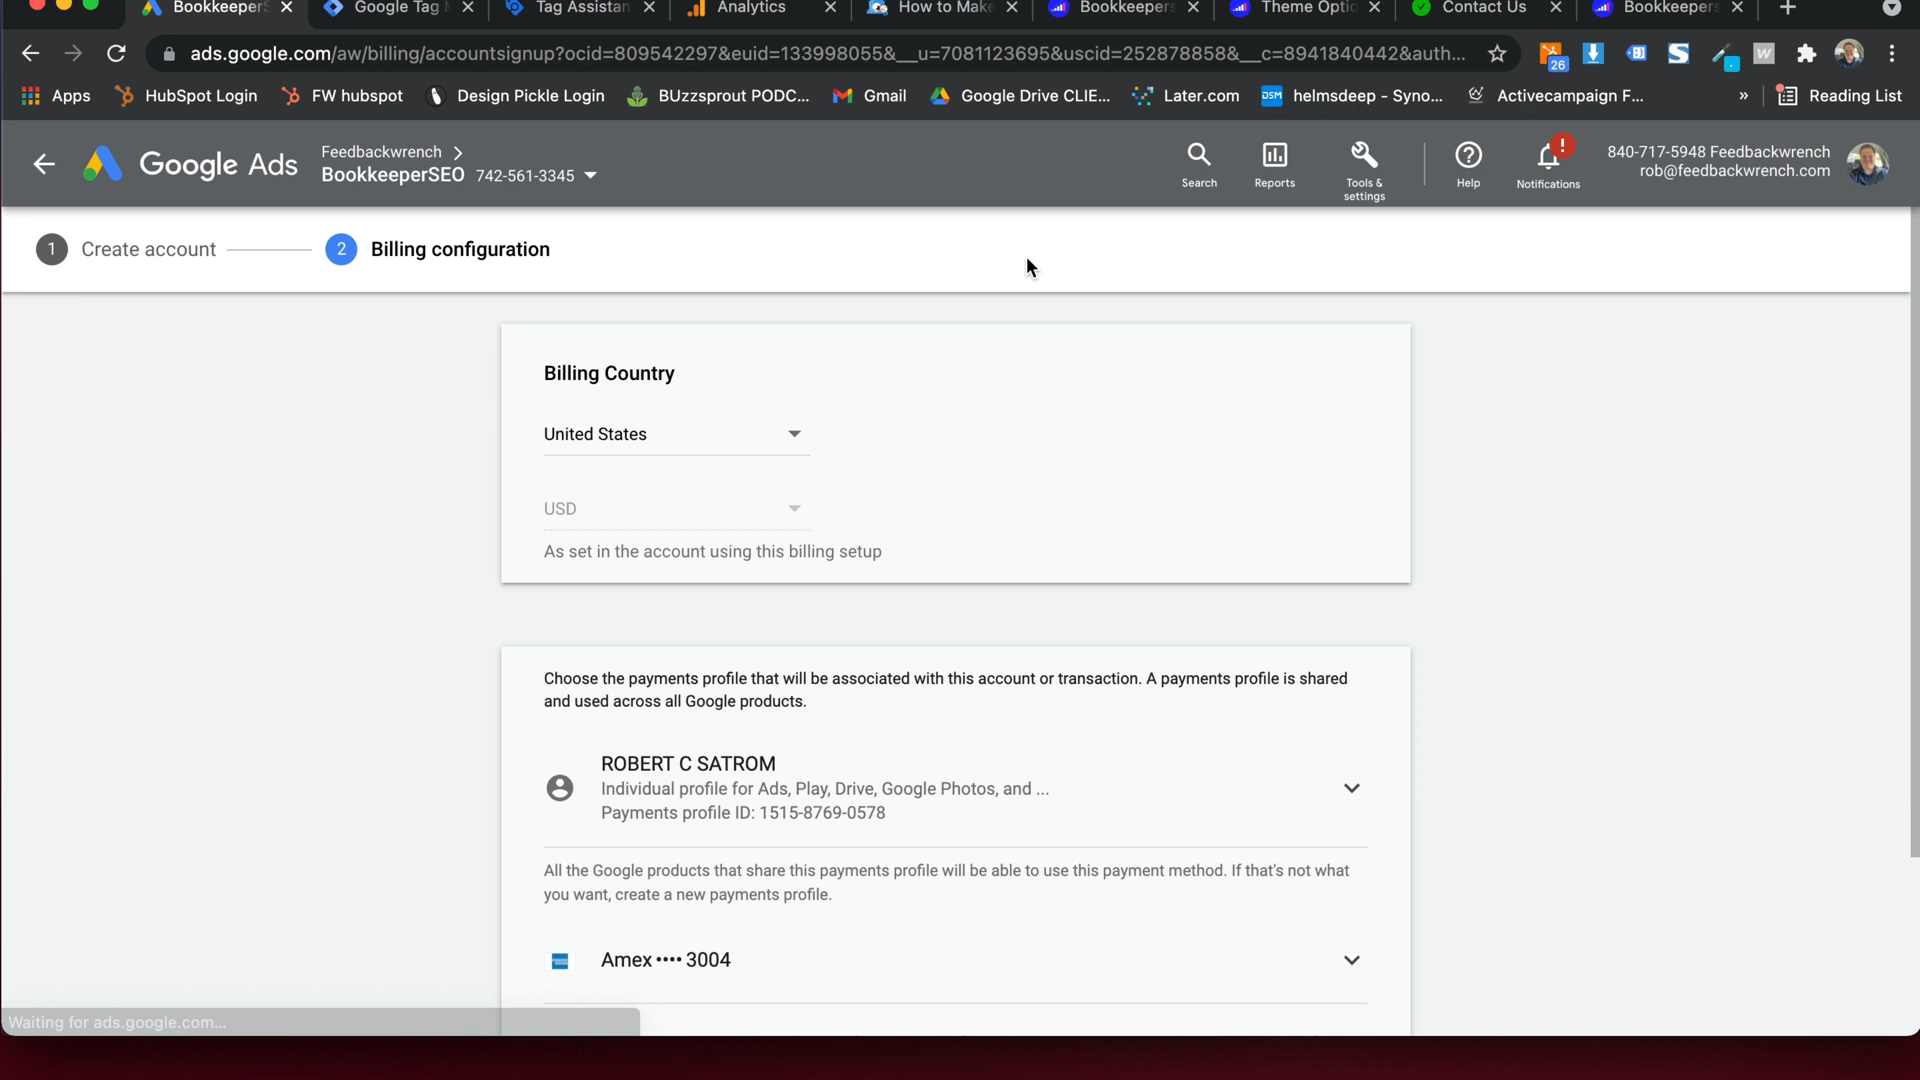 BookkeeperS
Google Tag M
Tag Assistan
Analytics
How to Make
Bookkeepers
Theme Optio
Contact Us
Bookkeepers
ads.google.com/aw/billing/accountsignup?ocid=809542297&euid=133998055&__u=7081123695&uscid=252878858&__c=8941840442&auth...
26
Apps
HubSpot Login
FW hubspot
Design Pickle Login
BUzzsprout PODC...
Gmail
Google Drive CLIE...
Later.com
DSM
helmsdeep - Syno...
Activecampaign F...
»
Reading List
Google Ads
Feedbackwrench
BookkeeperSEO 742-561-3345
Search
Reports
Tools & settings
Help
Notifications
840-717-5948 Feedbackwrench
rob@feedbackwrench.com
1 Create account
2 Billing configuration
Billing Country
United States
USD
As set in the account using this billing setup
Choose the payments profile that will be associated with this account or transaction. A payments profile is shared
and used across all Google products.
ROBERT C SATROM
Individual profile for Ads, Play, Drive, Google Photos, and ...
Payments profile ID: 1515-8769-0578
All the Google products that share this payments profile will be able to use this payment method. If that's not what
you want, create a new payments profile.
Amex •••• 3004
Waiting for ads.google.com...